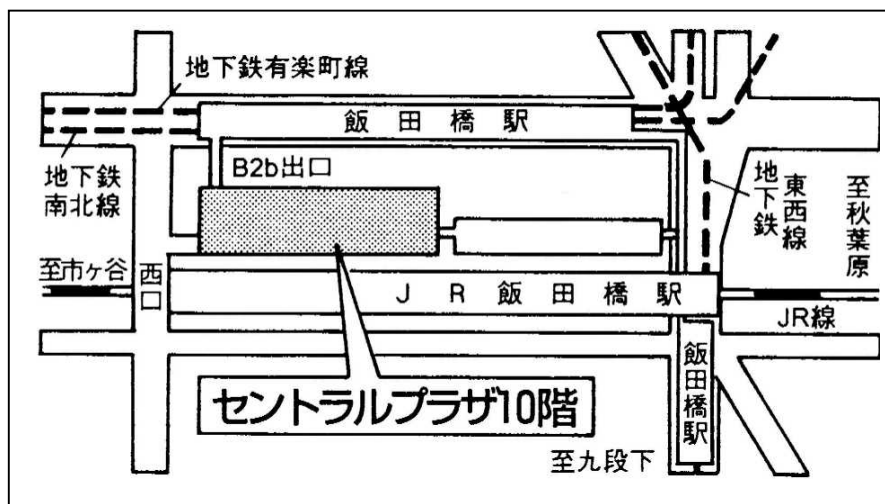 地下鉄有楽町線
飯田橋駅
地下鉄
南北線
B2b出口
地下鉄
東西線
至秋葉原
至市ヶ谷
西口
JR飯田橋駅
JR線
セントラルプラザ10階
飯田橋駅
至九段下